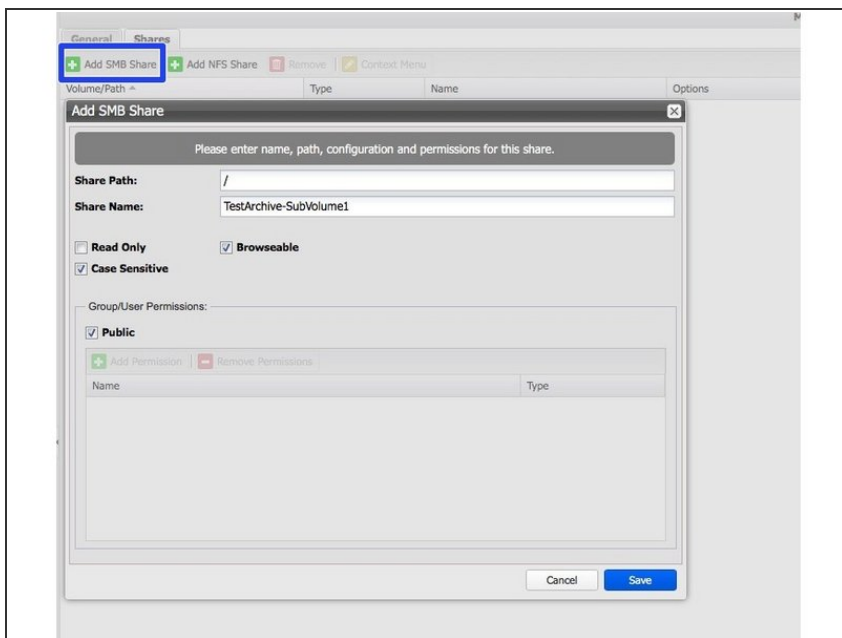 General Shares
Add SMB Share Add NFS Share Remove Context Menu
Volume/Path Type Name Options
Add SMB Share
Please enter name, path, configuration and permissions for this share.
Share Path: /
Share Name: TestArchive-SubVolume1
Read Only Browseable
Case Sensitive
Group/User Permissions:
Public
Add Permission Remove Permissions
Name Type
Cancel Save